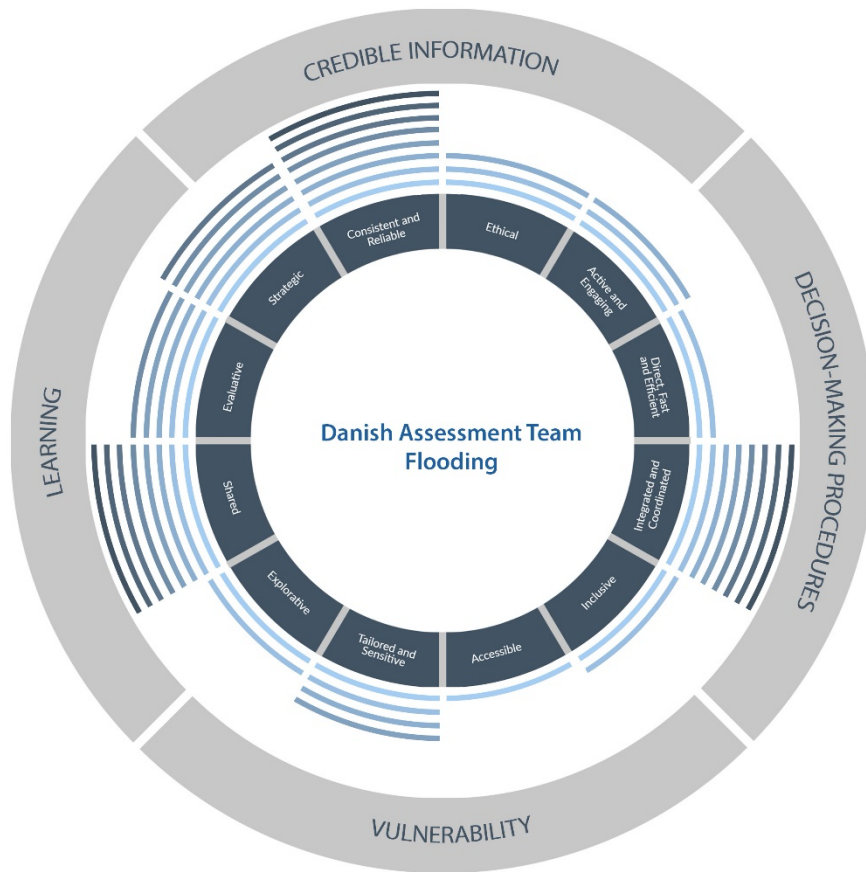 CREDIBLE INFORMATION
DECISION-MAKING PROCEDURES
VULNERABILITY
LEARNING
Consistent and
Reliable
Ethical
Active and
Engaging
Direct, Fast
and Efficient
Integrated and
Coordinated
Inclusive
Accessible
Tailored and
Sensitive
Explorative
Shared
Evaluative
Strategic
Danish Assessment Team
Flooding